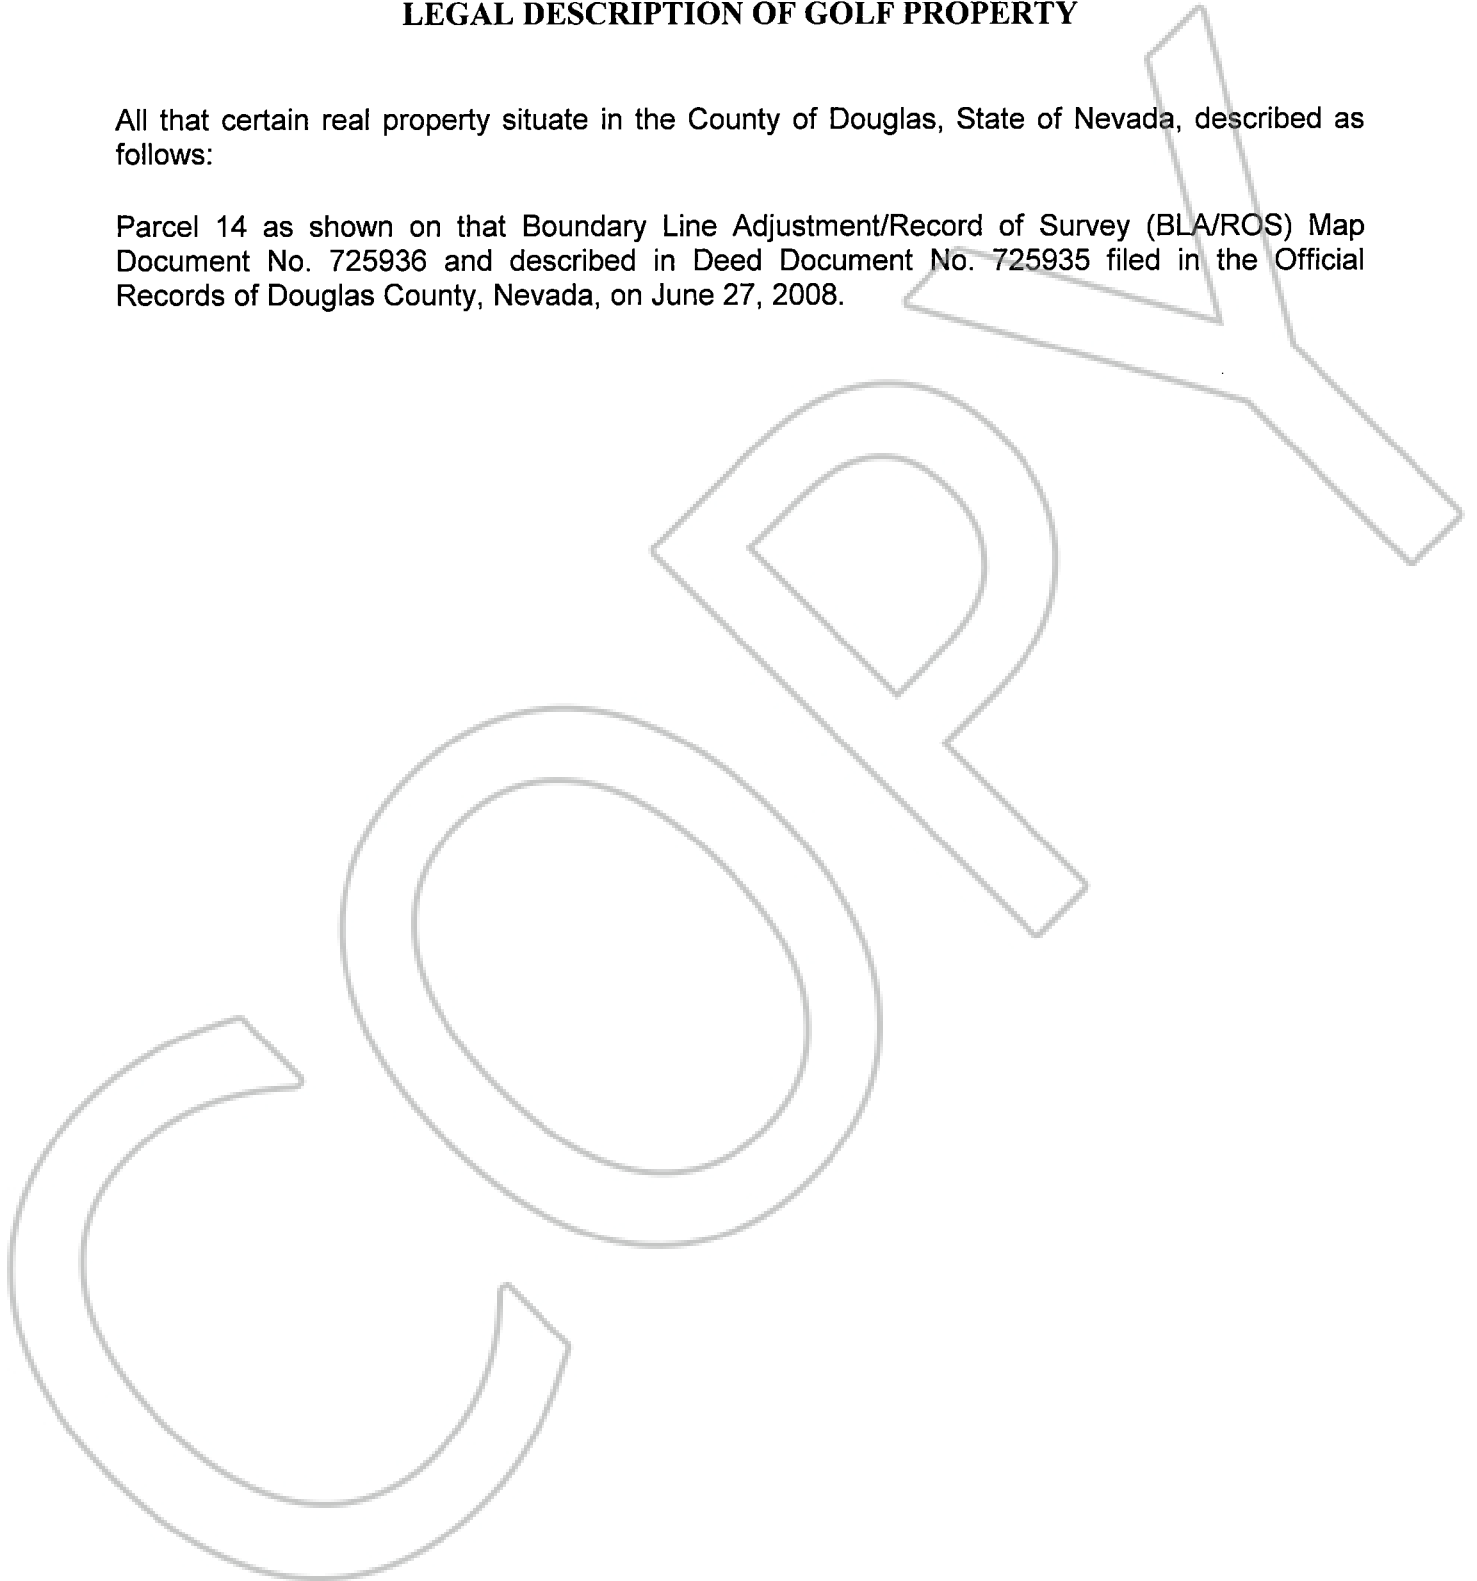 LEGAL DESCRIPTION OF GOLF PROPERTY
All that certain real property situate in the County of Douglas, State of Nevada, described as
follows:
Parcel 14 as shown on that Boundary Line Adjustment/Record of Survey (BLA/ROS) Map
Document No. 725936 and described in Deed Document No. 725935 filed in the Official
Records of Douglas County, Nevada, on June 27, 2008.
COPY